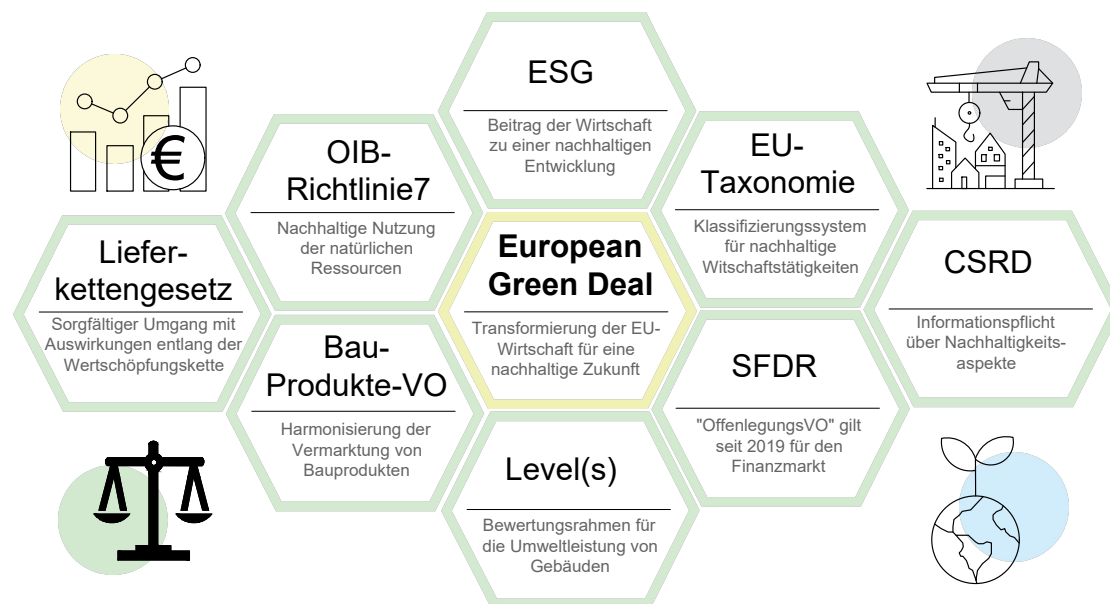 ESG
Beitrag der Wirtschaft
zu einer nachhaltigen
Entwicklung
OIB-
Richtlinie7
Nachhaltige Nutzung
der natürlichen
Ressourcen
EU-
Taxonomie
Klassifizierungssystem
für nachhaltige
Witschaftstätigkeiten
€
Liefer-
kettengesetz
Sorgfältiger Umgang mit
Auswirkungen entlang der
Wertschöpfungskette
European
Green Deal
Transformierung der EU-
Wirtschaft für eine
nachhaltige Zukunft
CSRD
Informationspflicht
über Nachhaltigkeits-
aspekte
Bau-
Produkte-VO
Harmonisierung der
Vermarktung von
Bauprodukten
SFDR
"OffenlegungsVO" gilt
seit 2019 für den
Finanzmarkt
Level(s)
Bewertungsrahmen für
die Umweltleistung von
Gebäuden